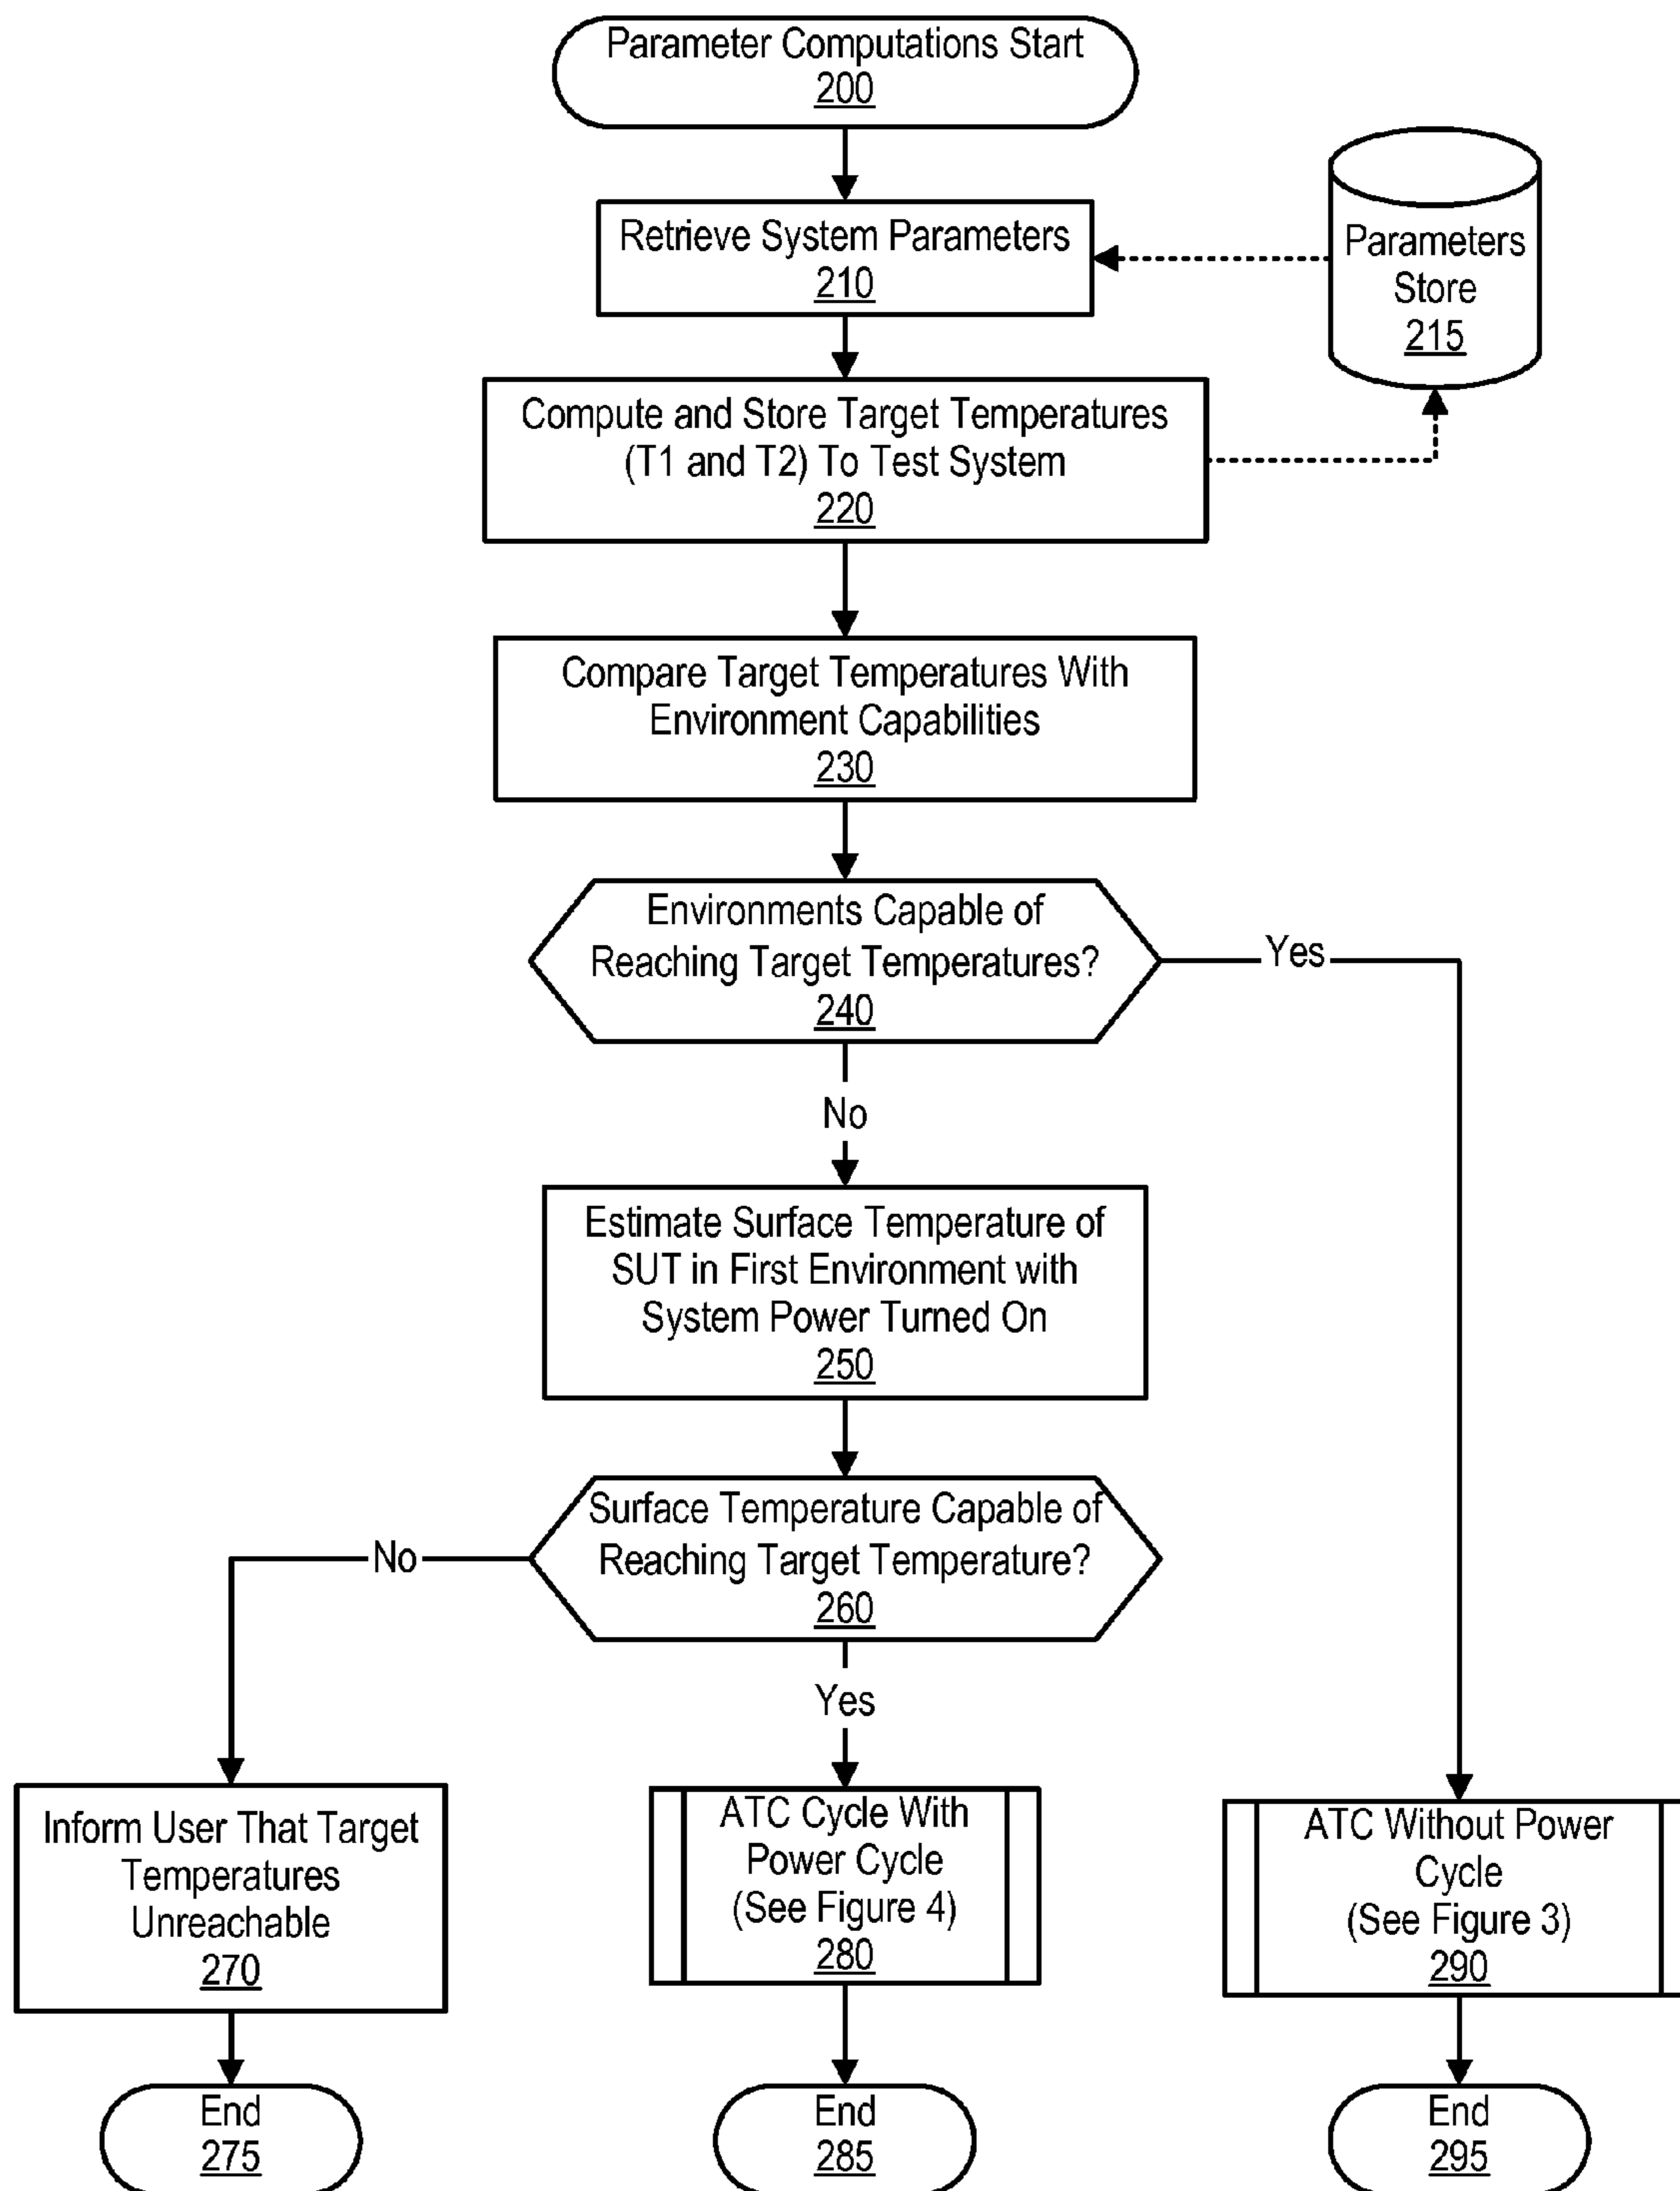 Parameter Computations Start
200
Retrieve System Parameters
210
Parameters
Store
215
Compute and Store Target Temperatures
(T1 and T2) To Test System
220
Compare Target Temperatures With
Environment Capabilities
230
Environments Capable of
Reaching Target Temperatures?
240
Yes
No
Estimate Surface Temperature of
SUT in First Environment with
System Power Turned On
250
Surface Temperature Capable of
Reaching Target Temperature?
260
No
Yes
Inform User That Target
Temperatures
Unreachable
270
ATC Cycle With
Power Cycle
(See Figure 4)
280
ATC Without Power
Cycle
(See Figure 3)
290
End
275
End
285
End
295